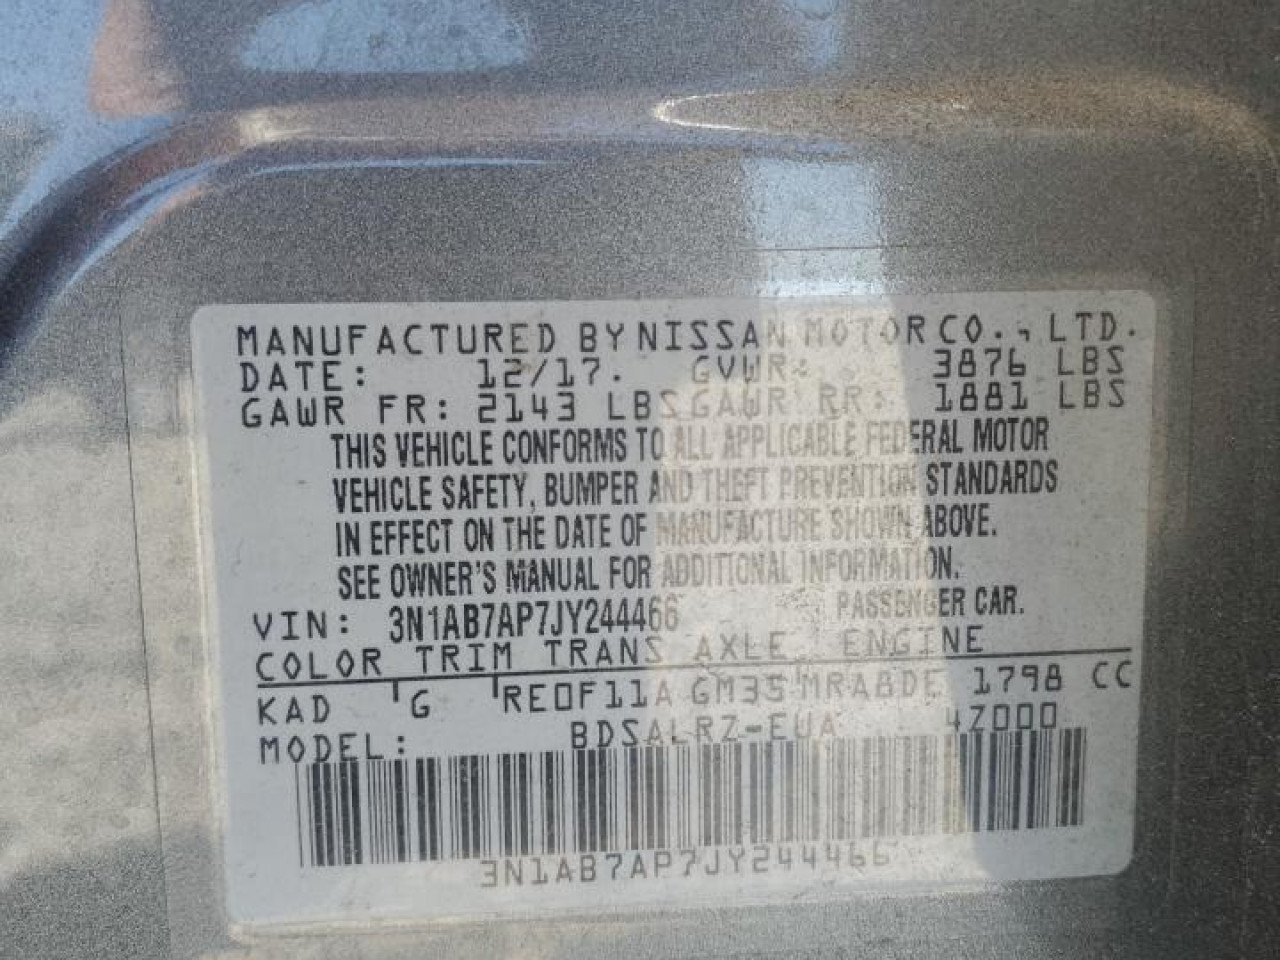 MANUFACTURED BY NISSAN MOTOR CO., LTD.
DATE: 12/17. GVWR: 3876 LBS
GAWR FR: 2143 LBS GAWR RR: 1881 LBS
THIS VEHICLE CONFORMS TO ALL APPLICABLE FEDERAL MOTOR
VEHICLE SAFETY, BUMPER AND THEFT PREVENTION STANDARDS
IN EFFECT ON THE DATE OF MANUFACTURE SHOWN ABOVE.
SEE OWNER'S MANUAL FOR ADDITIONAL INFORMATION.
VIN: 3N1AB7AP7JY244466 PASSENGER CAR.
COLOR TRIM TRANS AXLE ENGINE
KAD G RE0F11A GM35 MRA8DE 1798 CC
MODEL: BDSALRZ-EUA 4Z000
3N1AB7AP7JY244466